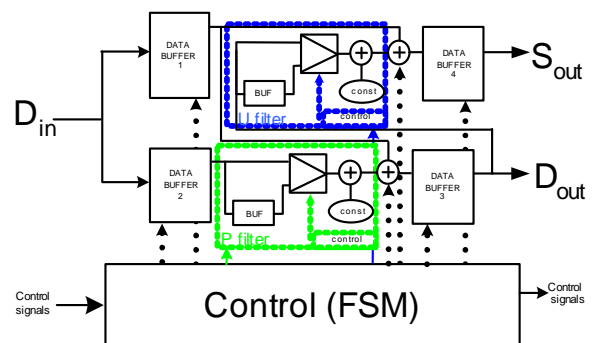 DATA
BUFFER
1
BUF
const
control
U filter
DATA
BUFFER
4
S out
D in
DATA
BUFFER
2
BUF
const
control
P filter
DATA
BUFFER
3
D out
Control
signals
Control (FSM)
Control
signals